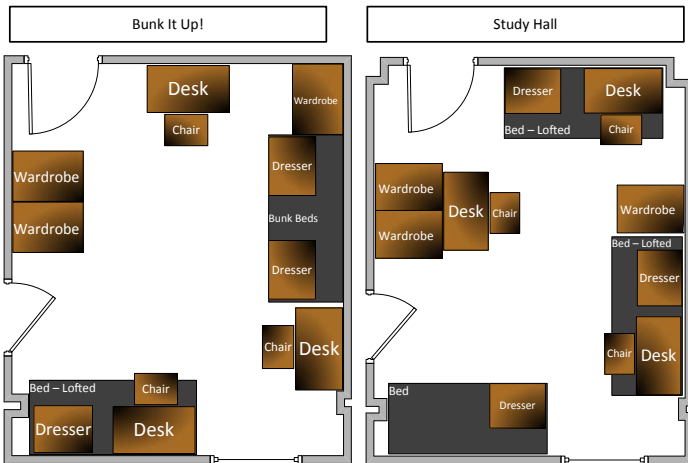 Bunk It Up!
Desk
Wardrobe
Chair
Dresser
Wardrobe
Bunk Beds
Wardrobe
Dresser
Chair
Desk
Bed – Lofted
Chair
Dresser
Desk
Study Hall
Dresser
Desk
Bed – Lofted
Chair
Wardrobe
Desk
Chair
Wardrobe
Wardrobe
Bed – Lofted
Dresser
Chair
Desk
Bed
Dresser